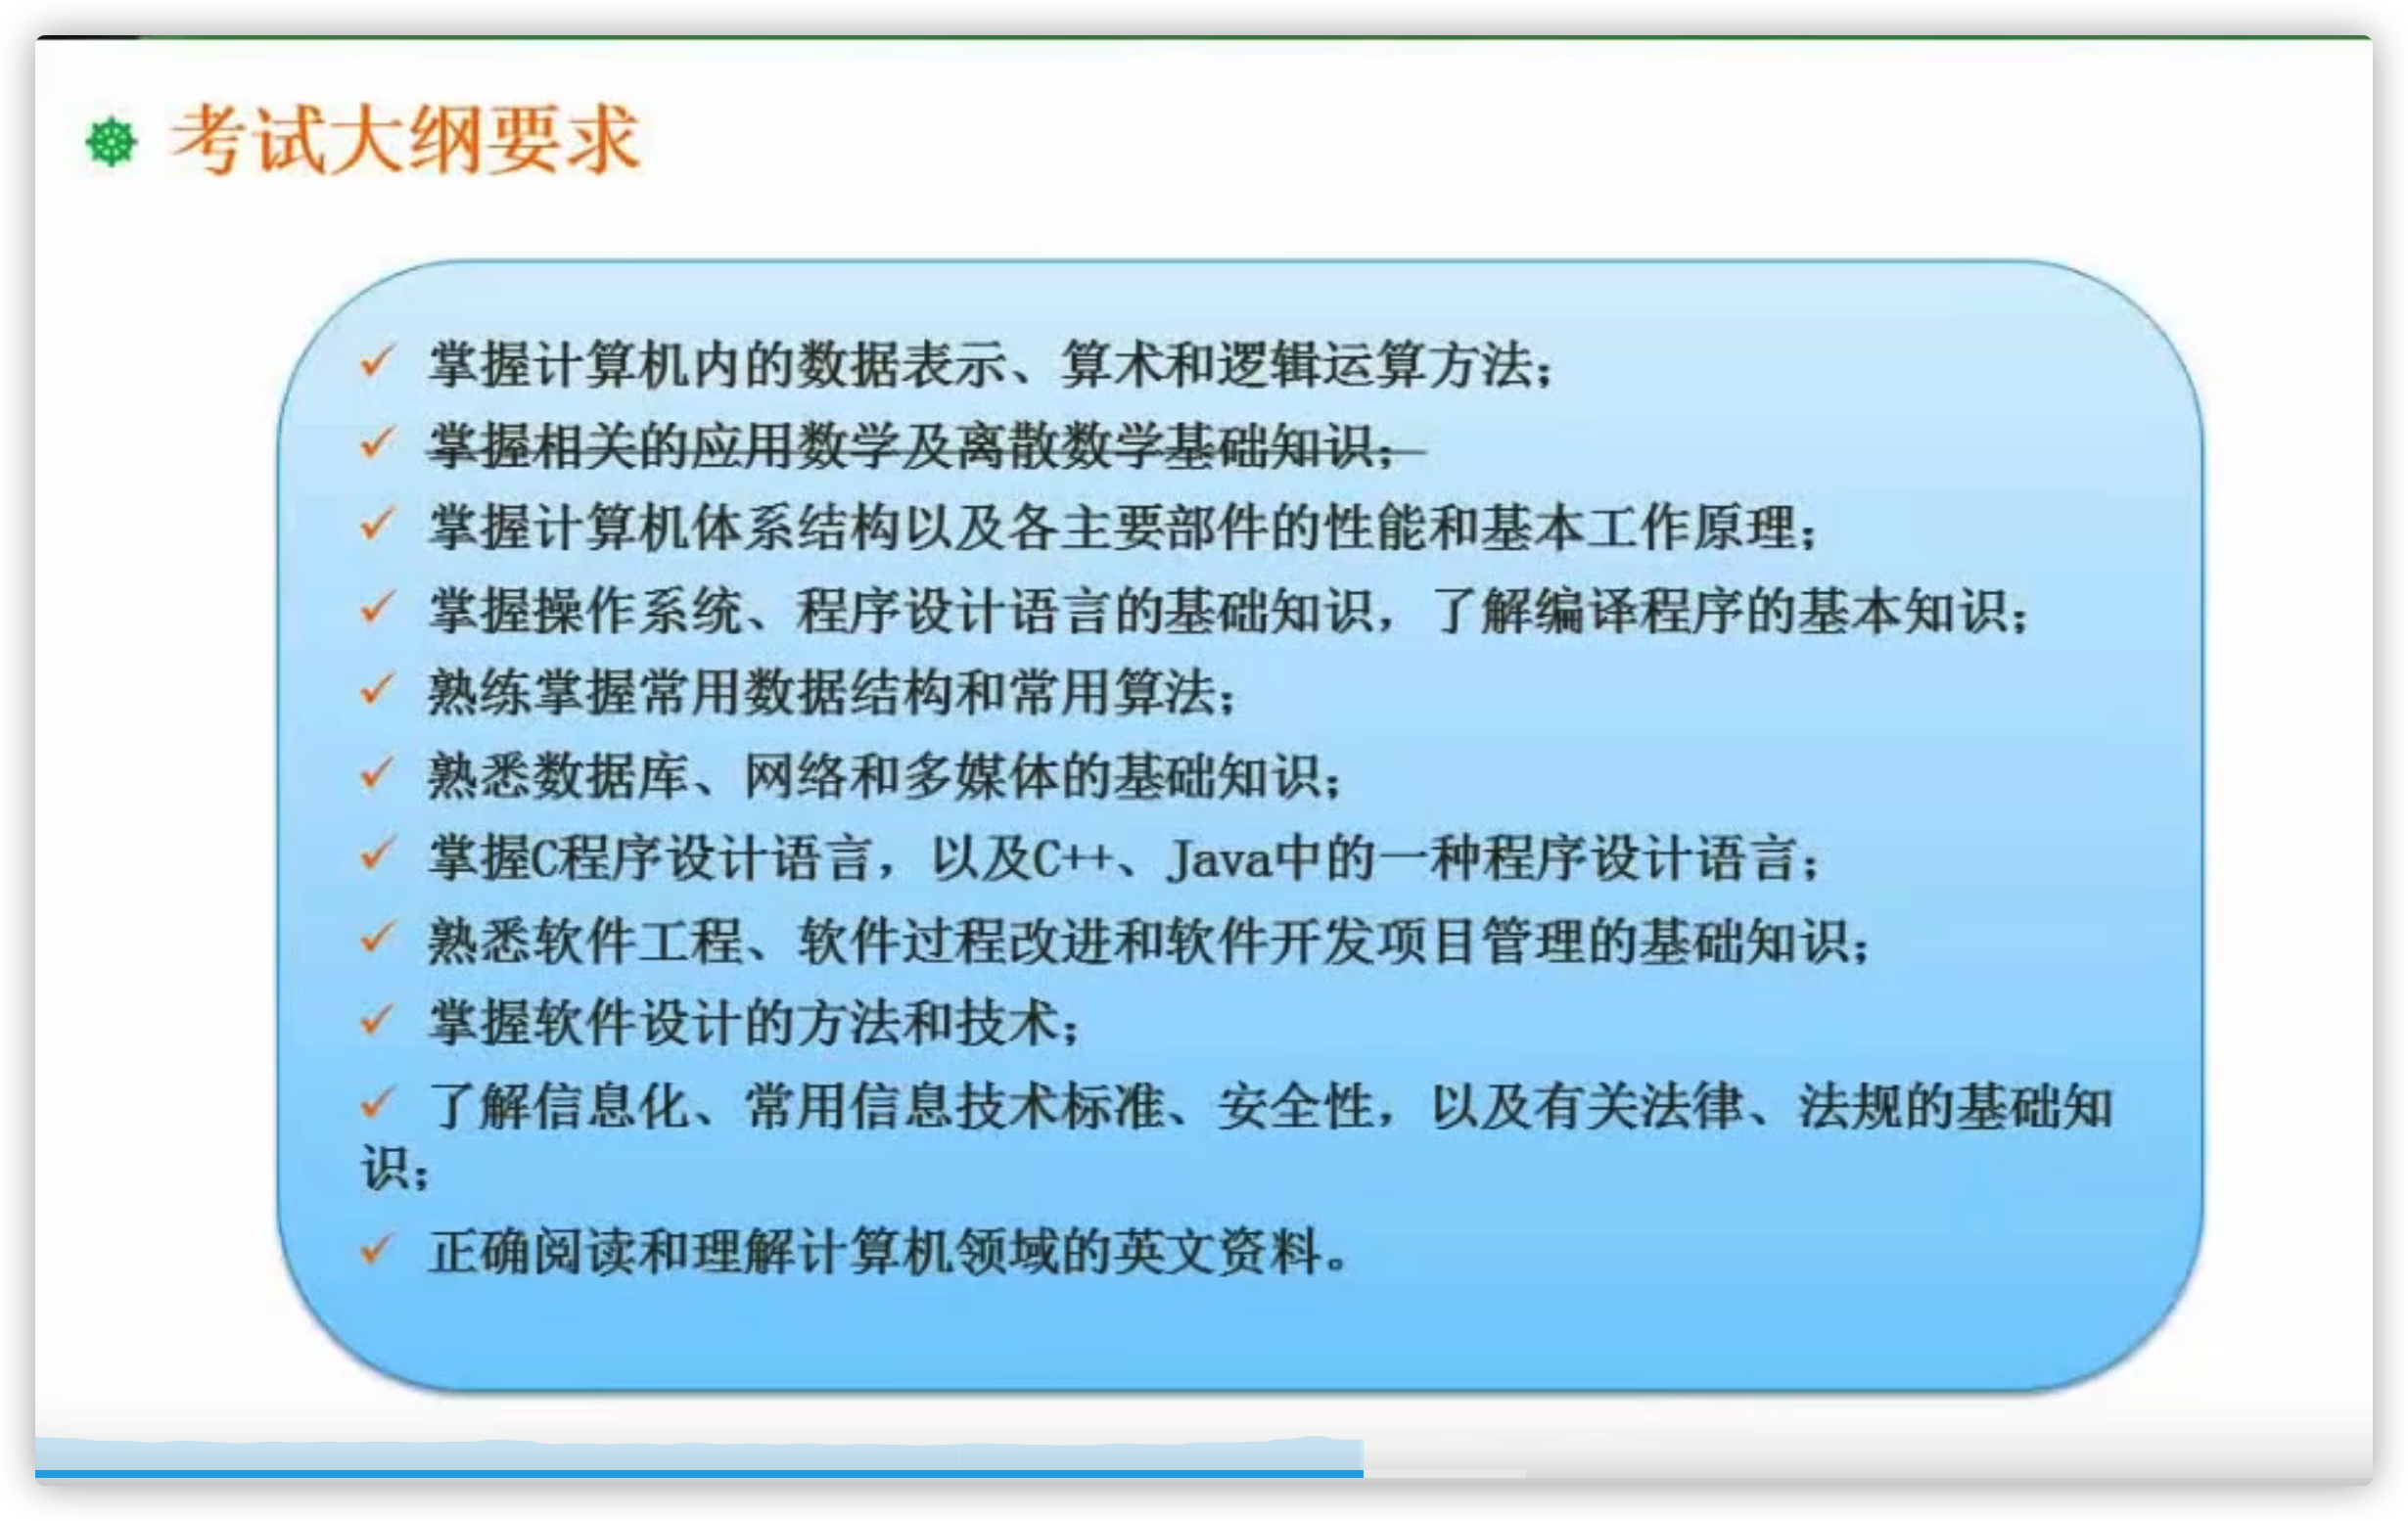 考试大纲要求
掌握计算机内的数据表示、算术和逻辑运算方法；
掌握相关的应用数学及离散数学基础知识；
掌握计算机体系结构以及各主要部件的性能和基本工作原理；
掌握操作系统、程序设计语言的基础知识，了解编译程序的基本知识；
熟练掌握常用数据结构和常用算法；
熟悉数据库、网络和多媒体的基础知识；
掌握C程序设计语言，以及C++、Java中的一种程序设计语言；
熟悉软件工程、软件过程改进和软件开发项目管理的基础知识；
掌握软件设计的方法和技术；
了解信息化、常用信息技术标准、安全性，以及有关法律、法规的基础知
识；
正确阅读和理解计算机领域的英文资料。